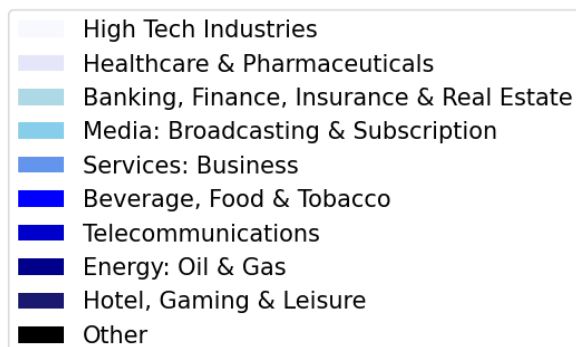 High Tech Industries
Healthcare & Pharmaceuticals
Banking, Finance, Insurance & Real Estate
Media: Broadcasting & Subscription
Services: Business
Beverage, Food & Tobacco
Telecommunications
Energy: Oil & Gas
Hotel, Gaming & Leisure
Other